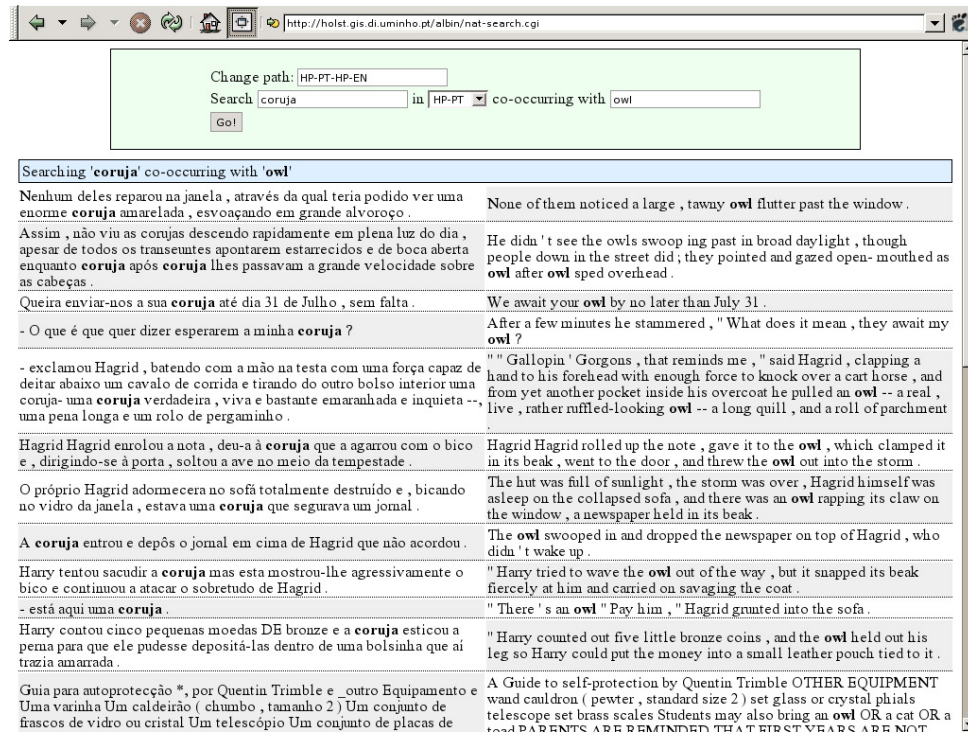 http://holst.gis.di.uminho.pt/albin/nat-search.cgi
Change path: HP-PT-HP-EN
Search coruja in HP-PT co-occurring with owl
Go!
Searching 'coruja' co-occurring with 'owl'
Nenhum deles reparou na janela , através da qual teria podido ver uma
enorme coruja amarelada , esvoaçando em grande alvoroço .
None of them noticed a large , tawny owl flutter past the window .
Assim , não viu as corujas descendo rapidamente em plena luz do dia ,
apesar de todos os transeuntes apontarem estarrecidos e de boca aberta
enquanto coruja após coruja lhes passavam a grande velocidade sobre
as cabeças .
He didn ' t see the owls swoop ing past in broad daylight , though
people down in the street did ; they pointed and gazed open- mouthed as
owl after owl sped overhead .
Queira enviar-nos a sua coruja até dia 31 de Julho , sem falta .
We await your owl by no later than July 31 .
- O que é que quer dizer esperarem a minha coruja ?
After a few minutes he stammered , " What does it mean , they await my
owl ?
- exclamou Hagrid , batendo com a mão na testa com uma força capaz de
deitar abaixo um cavalo de corrida e tirando do outro bolso interior uma
coruja- uma coruja verdadeira , viva e bastante emaranhada e inquieta --,
uma pena longa e um rolo de pergaminho .
" " Gallopin ' Gorgons , that reminds me , " said Hagrid , clapping a
hand to his forehead with enough force to knock over a cart horse , and
from yet another pocket inside his overcoat he pulled an owl -- a real ,
live , rather ruffled-looking owl -- a long quill , and a roll of parchment
.
Hagrid Hagrid enrolou a nota , deu-a à coruja que a agarrou com o bico
e , dirigindo-se à porta , soltou a ave no meio da tempestade .
Hagrid Hagrid rolled up the note , gave it to the owl , which clamped it
in its beak , went to the door , and threw the owl out into the storm .
O próprio Hagrid adormecera no sofá totalmente destruído e , bicando
no vidro da janela , estava uma coruja que segurava um jornal .
The hut was full of sunlight , the storm was over , Hagrid himself was
asleep on the collapsed sofa , and there was an owl rapping its claw on
the window , a newspaper held in its beak .
A coruja entrou e depôs o jornal em cima de Hagrid que não acordou .
The owl swooped in and dropped the newspaper on top of Hagrid , who
didn ' t wake up .
Harry tentou sacudir a coruja mas esta mostrou-lhe agressivamente o
bico e continuou a atacar o sobretudo de Hagrid .
" Harry tried to wave the owl out of the way , but it snapped its beak
fiercely at him and carried on savaging the coat .
- está aqui uma coruja .
" There ' s an owl " Pay him , " Hagrid grunted into the sofa .
Harry contou cinco pequenas moedas DE bronze e a coruja esticou a
perna para que ele pudesse depositá-las dentro de uma bolsinha que aí
trazia amarrada .
" Harry counted out five little bronze coins , and the owl held out his
leg so Harry could put the money into a small leather pouch tied to it .
Guia para autoprotecção *, por Quentin Trimble e _outro Equipamento e
Uma varinha Um caldeirão ( chumbo , tamanho 2 ) Um conjunto de
frascos de vidro ou cristal Um telescópio Um conjunto de placas de
A Guide to self-protection by Quentin Trimble OTHER EQUIPMENT
wand cauldron ( pewter , standard size 2 ) set glass or crystal phials
telescope set brass scales Students may also bring an owl OR a cat OR a
toad PARENTS ARE REMINDED THAT FIRST YEARS ARE NOT